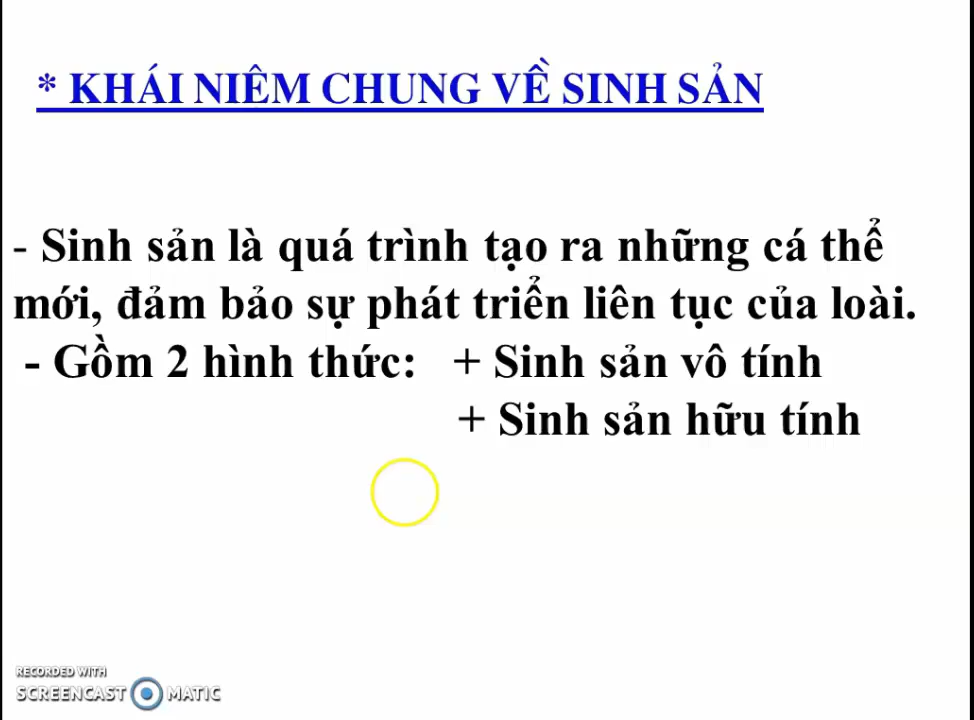 * KHÁI NIÊM CHUNG VỀ SINH SẢN
- Sinh sản là quá trình tạo ra những cá thể
mới, đảm bảo sự phát triển liên tục của loài.
- Gồm 2 hình thức: + Sinh sản vô tính
+ Sinh sản hữu tính
RECORDED WITH
SCREENCAST MATIC